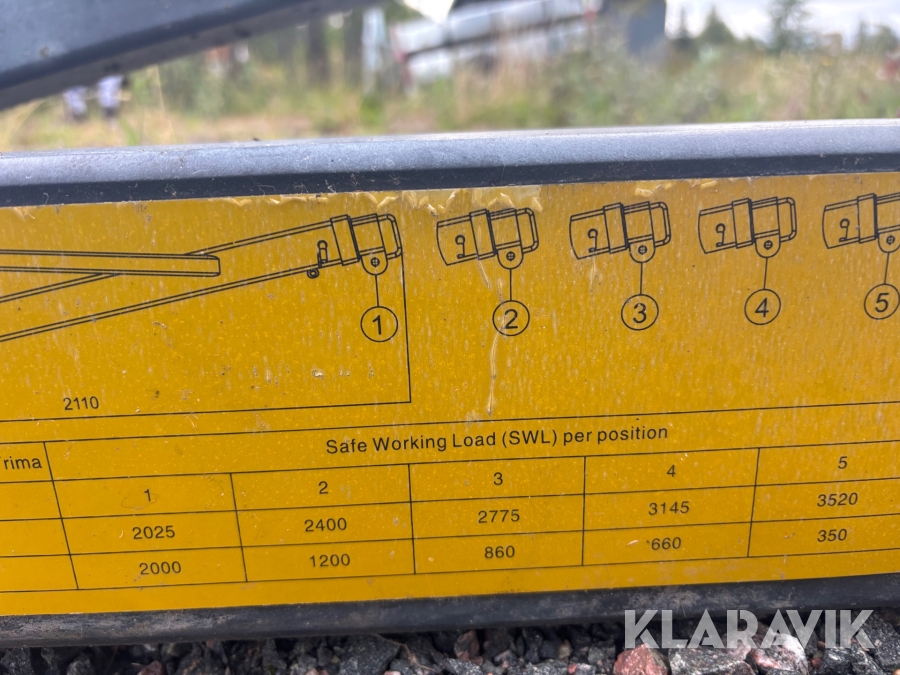 1 2 3 4 5
2110
Safe Working Load (SWL) per position
rima 1 2 3 4 5
2025 2400 2775 3145 3520
2000 1200 860 660 350
KLARAVIK